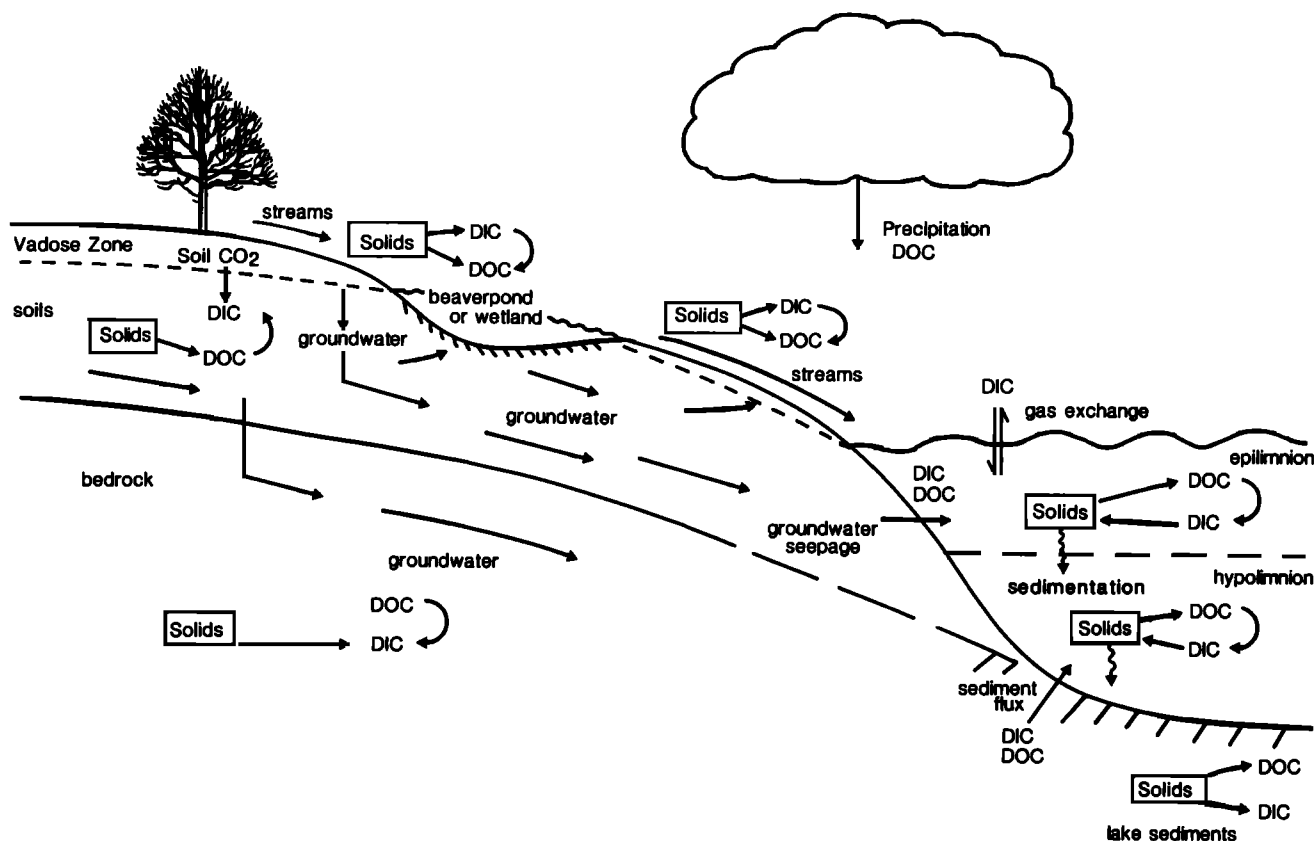 streams
Solids
DIC
DOC
Precipitation
DOC
Vadose Zone
Soil CO2
soils
DIC
Solids
DOC
groundwater
beaverpond
or wetland
Solids
DIC
DOC
streams
DIC
gas exchange
epilimnion
groundwater
bedrock
DIC
DOC
groundwater
seepage
Solids
DOC
DIC
hypolimnion
sedimentation
groundwater
Solids
DOC
DIC
Solids
DOC
DIC
sediment
flux
DIC
DOC
Solids
DOC
DIC
lake sediments